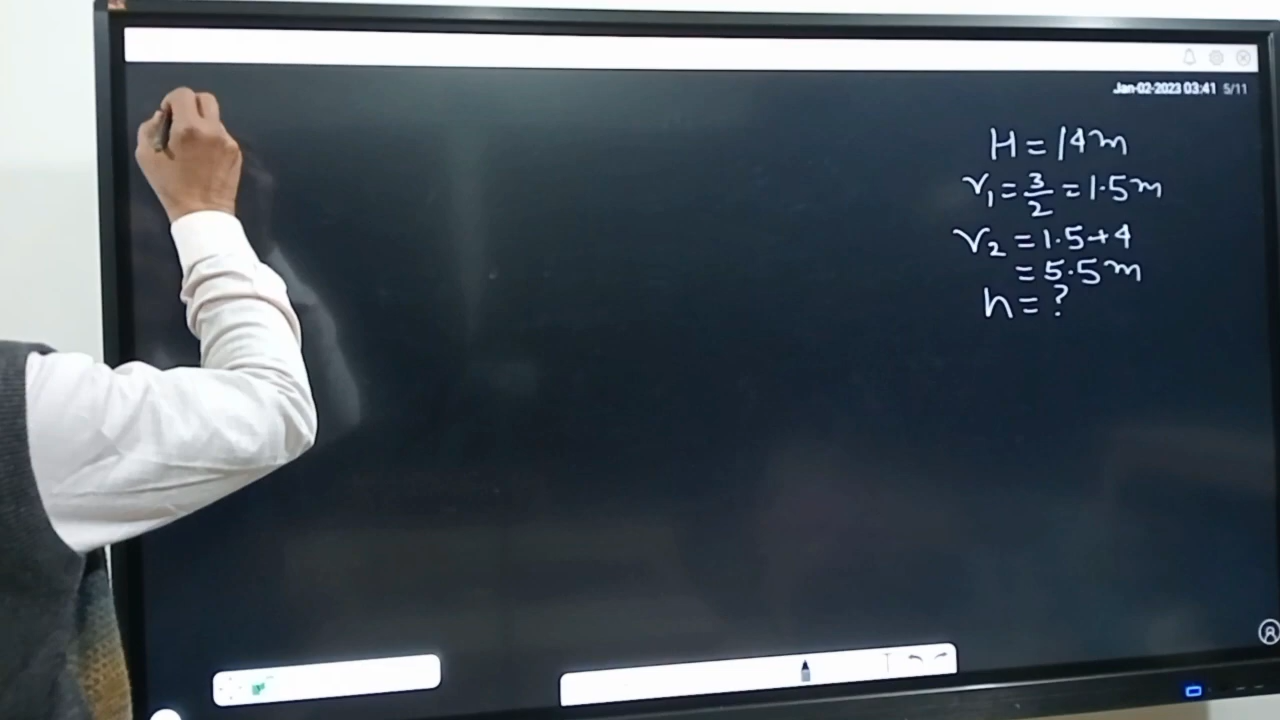 Jan-02-2023 03:41 5/11
H = 14m
r₁ = 3/2 = 1.5m
r₂ = 1.5+4
= 5.5m
h = ?